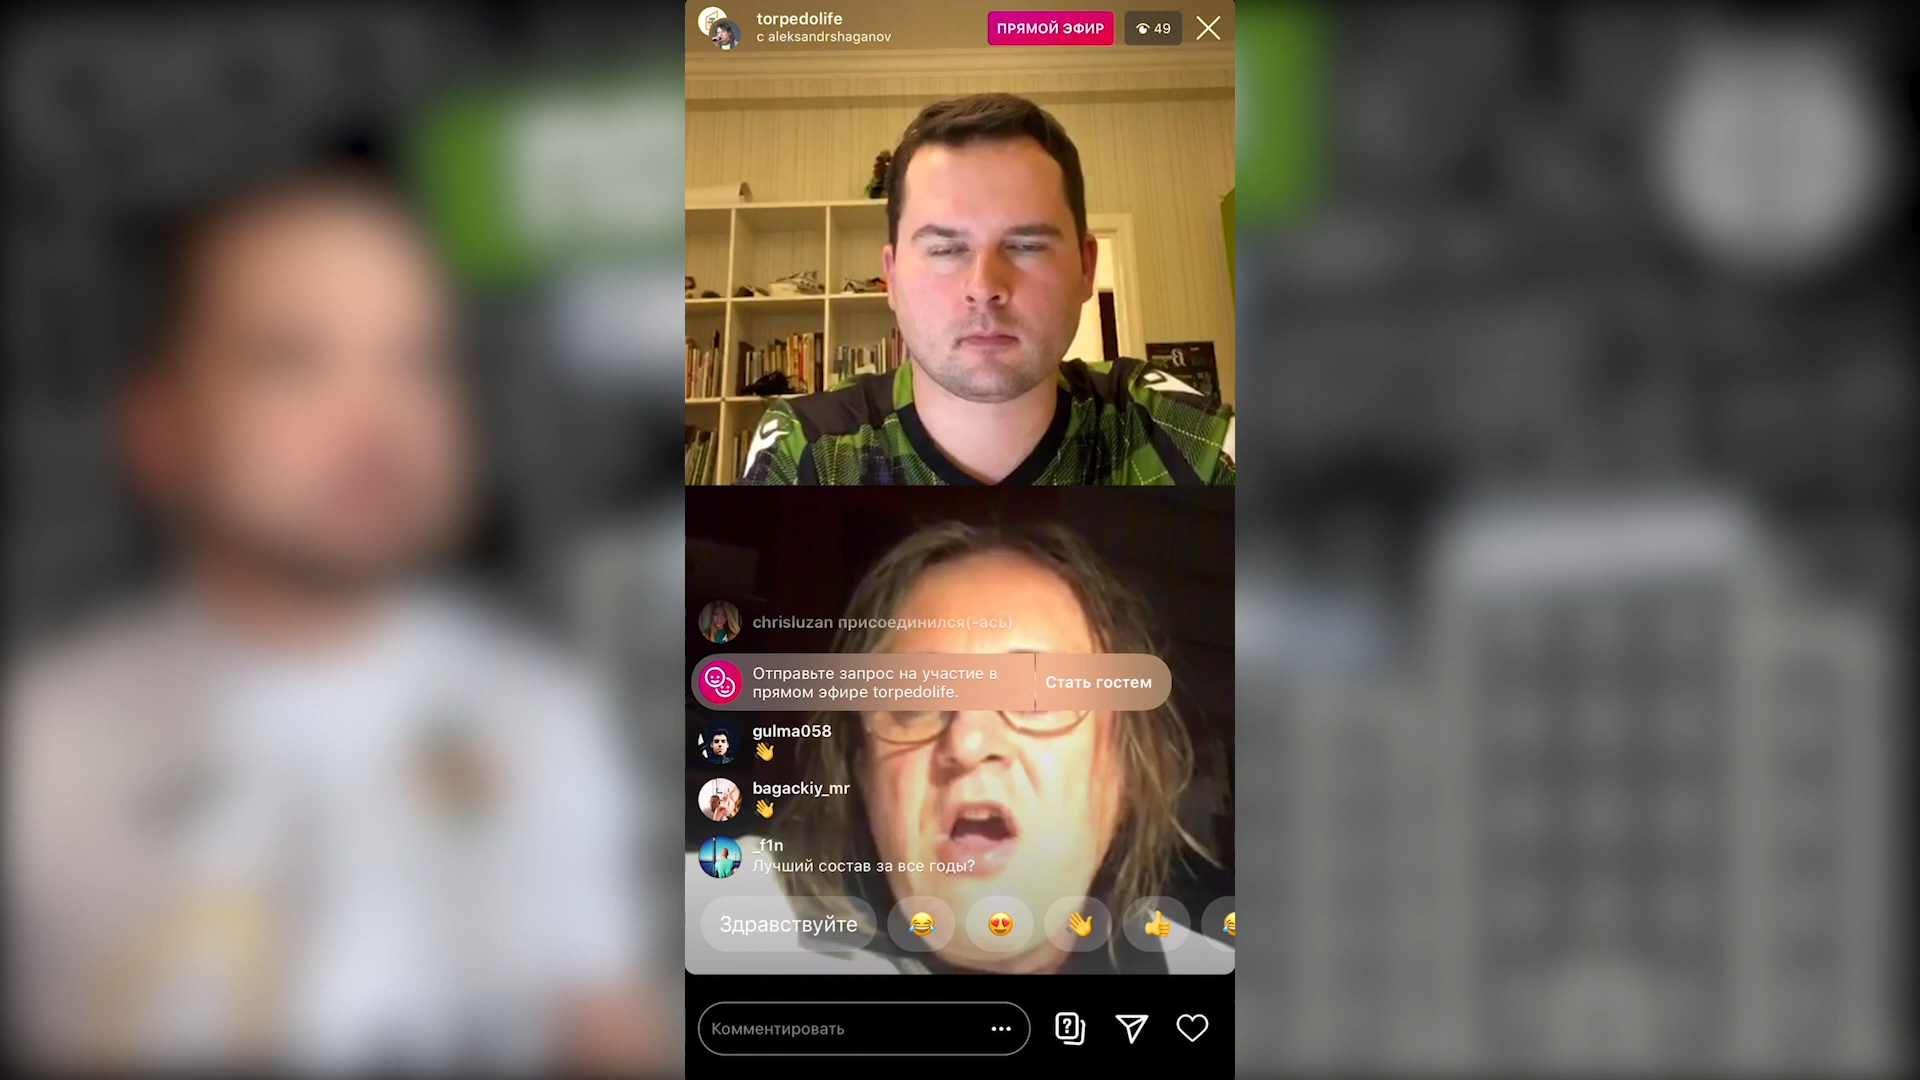 torpedolife
с aleksandrshaganov
ПРЯМОЙ ЭФИР
49
chrisluzan присоединился(-ась)
Отправьте запрос на участие в
прямом эфире torpedolife.
Стать гостем
gulma058
bagackiy_mr
_f1n
Лучший состав за все годы?
Здравствуйте
Комментировать